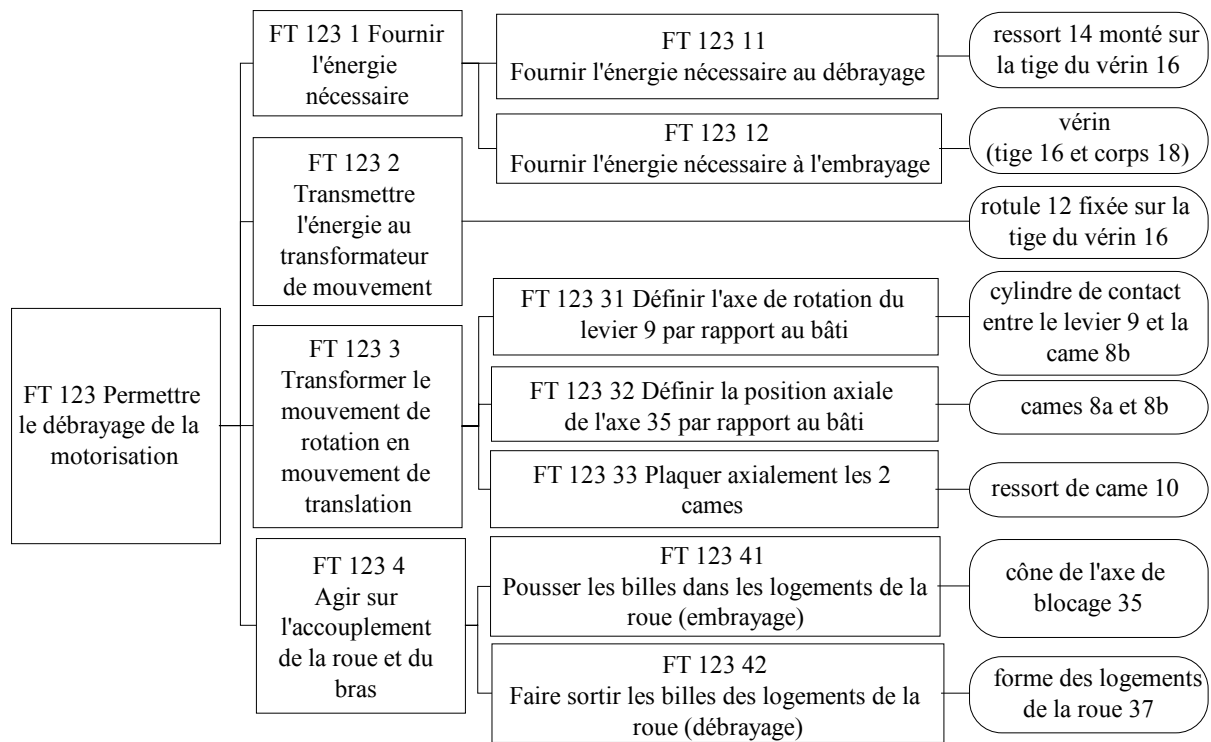 FT 123 Permettre
le débrayage de la
motorisation
FT 123 1 Fournir
l'énergie
nécessaire
FT 123 11
Fournir l'énergie nécessaire au débrayage
ressort 14 monté sur
la tige du vérin 16
FT 123 12
Fournir l'énergie nécessaire à l'embrayage
vérin
(tige 16 et corps 18)
FT 123 2
Transmettre
l'énergie au
transformateur
de mouvement
rotule 12 fixée sur la
tige du vérin 16
FT 123 3
Transformer le
mouvement de
rotation en
mouvement de
translation
FT 123 31 Définir l'axe de rotation du
levier 9 par rapport au bâti
cylindre de contact
entre le levier 9 et la
came 8b
FT 123 32 Définir la position axiale
de l'axe 35 par rapport au bâti
cames 8a et 8b
FT 123 33 Plaquer axialement les 2
cames
ressort de came 10
FT 123 4
Agir sur
l'accouplement
de la roue et du
bras
FT 123 41
Pousser les billes dans les logements de la
roue (embrayage)
cône de l'axe de
blocage 35
FT 123 42
Faire sortir les billes des logements de la
roue (débrayage)
forme des logements
de la roue 37